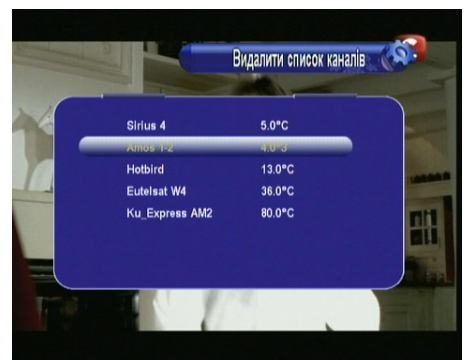 Видалити список каналів
Sirius 4 5.0°C
Amos 1-2 4.0°З
Hotbird 13.0°C
Eutelsat W4 36.0°C
Ku_Express AM2 80.0°C